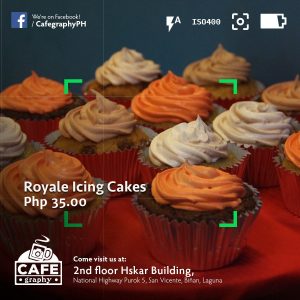 We're on Facebook!
/ CafegraphyPH
A
ISO400
Royale Icing Cakes
Php 35.00
CAFE
graphy
Come visit us at:
2nd floor Hskar Building,
National Highway Purok 5, San Vicente, Biñan, Laguna